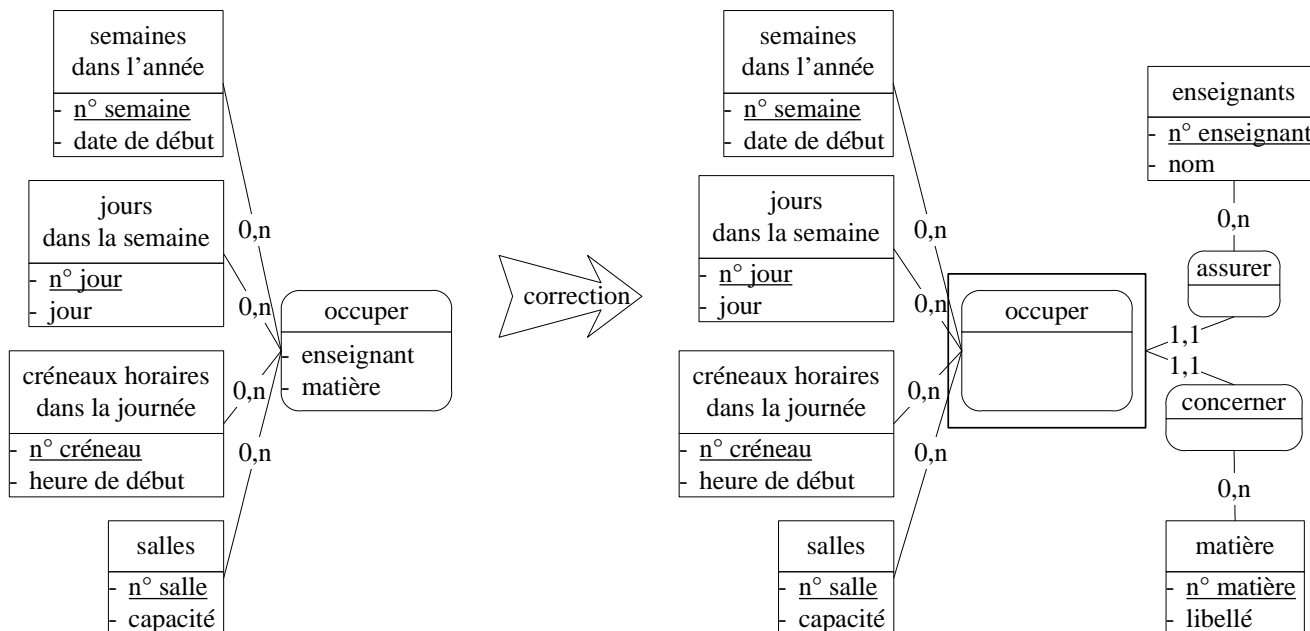 semaines
dans l’année
- n° semaine
- date de début
jours
dans la semaine
- n° jour
- jour
créneaux horaires
dans la journée
- n° créneau
- heure de début
salles
- n° salle
- capacité
0,n
0,n
0,n
0,n
occuper
- enseignant
- matière
correction
semaines
dans l’année
- n° semaine
- date de début
jours
dans la semaine
- n° jour
- jour
créneaux horaires
dans la journée
- n° créneau
- heure de début
salles
- n° salle
- capacité
0,n
0,n
0,n
0,n
occuper
enseignants
- n° enseignant
- nom
0,n
assurer
1,1
1,1
concerner
0,n
matière
- n° matière
- libellé